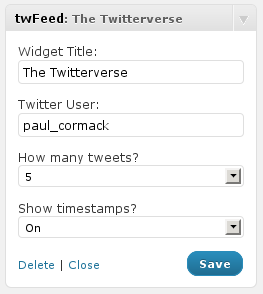 twFeed: The Twitterverse
Widget Title:
The Twitterverse
Twitter User:
paul_cormack
How many tweets?
5
Show timestamps?
On
Delete | Close
Save